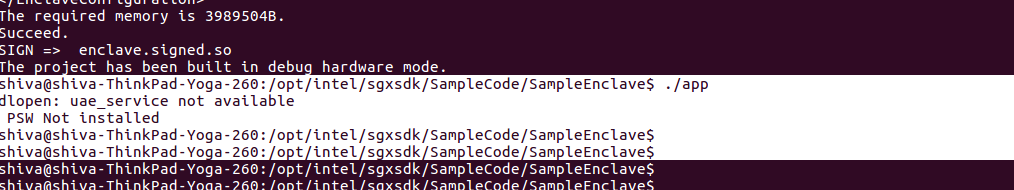 </EnclaveConfiguration>
The required memory is 3989504B.
Succeed.
SIGN =>  enclave.signed.so
The project has been built in debug hardware mode.
shiva@shiva-ThinkPad-Yoga-260:/opt/intel/sgxsdk/SampleCode/SampleEnclave$ ./app
dlopen: uae_service not available
 PSW Not installed
shiva@shiva-ThinkPad-Yoga-260:/opt/intel/sgxsdk/SampleCode/SampleEnclave$
shiva@shiva-ThinkPad-Yoga-260:/opt/intel/sgxsdk/SampleCode/SampleEnclave$
shiva@shiva-ThinkPad-Yoga-260:/opt/intel/sgxsdk/SampleCode/SampleEnclave$
shiva@shiva-ThinkPad-Yoga-260:/opt/intel/sgxsdk/SampleCode/SampleEnclave$